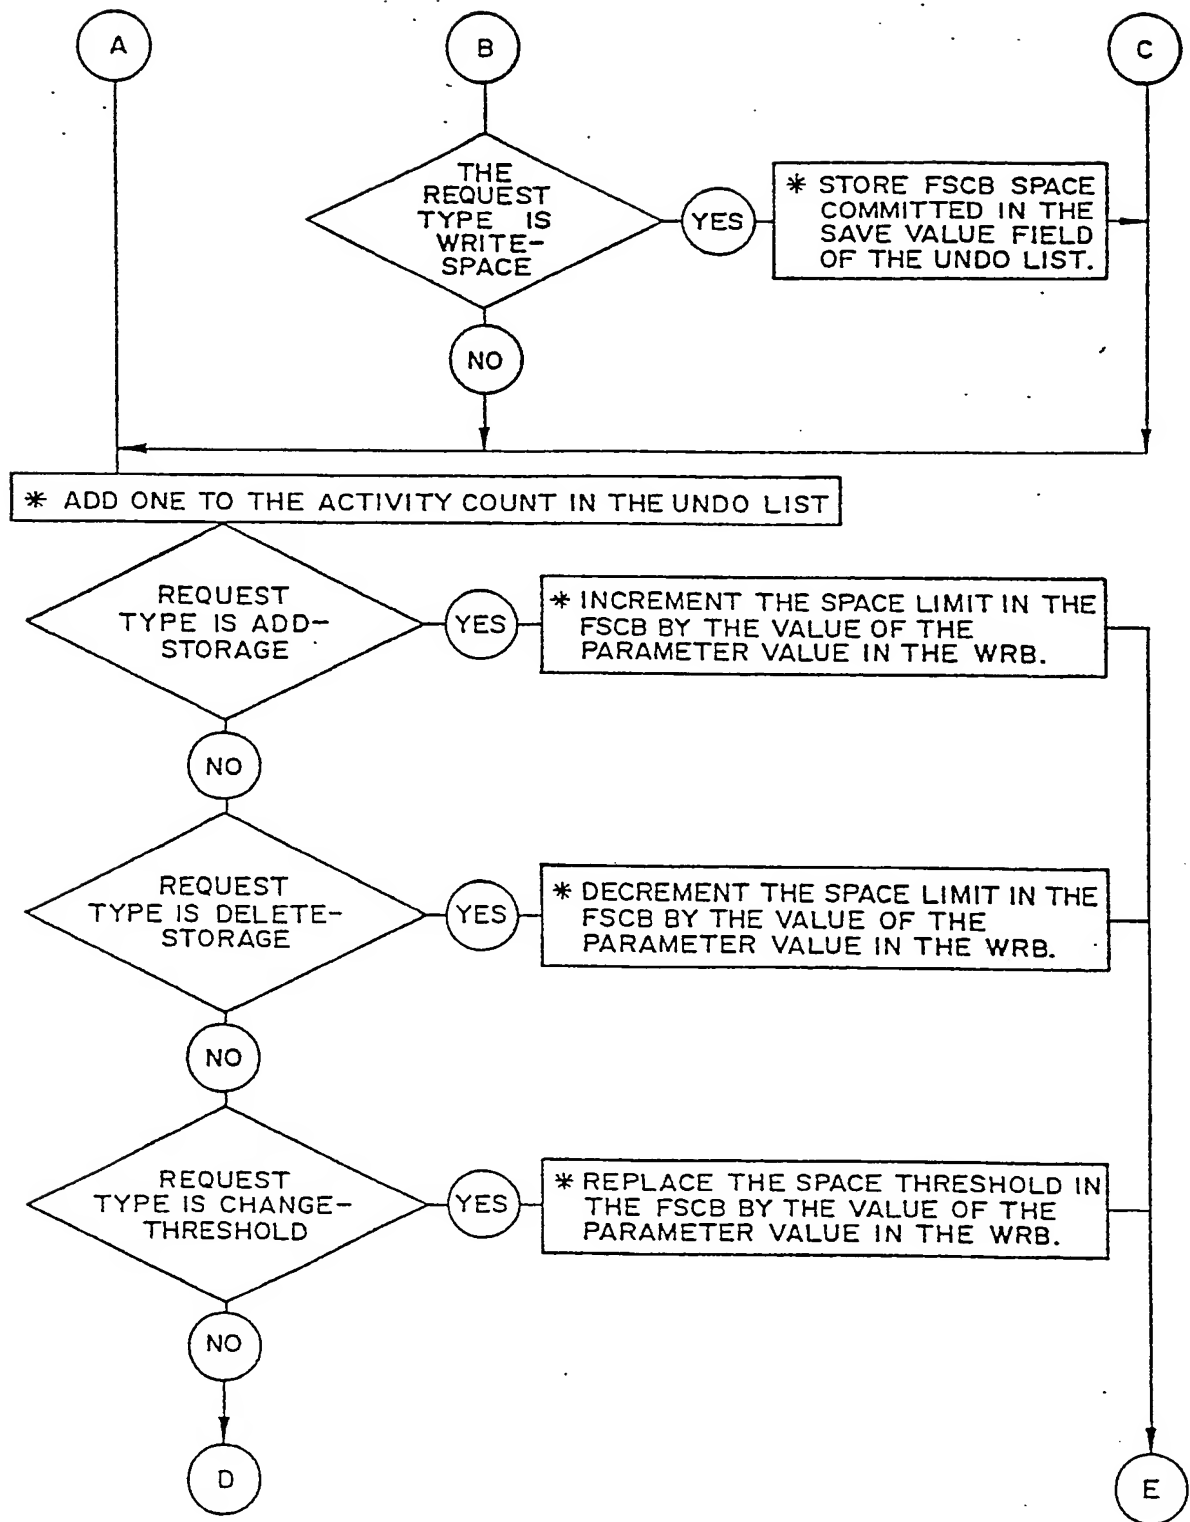 A
B
C
THE
REQUEST
TYPE IS
WRITE-
SPACE
YES
* STORE FSCB SPACE
COMMITTED IN THE
SAVE VALUE FIELD
OF THE UNDO LIST.
NO
* ADD ONE TO THE ACTIVITY COUNT IN THE UNDO LIST
REQUEST
TYPE IS ADD-
STORAGE
YES
* INCREMENT THE SPACE LIMIT IN THE
FSCB BY THE VALUE OF THE
PARAMETER VALUE IN THE WRB.
NO
REQUEST
TYPE IS DELETE-
STORAGE
YES
* DECREMENT THE SPACE LIMIT IN THE
FSCB BY THE VALUE OF THE
PARAMETER VALUE IN THE WRB.
NO
REQUEST
TYPE IS CHANGE-
THRESHOLD
YES
* REPLACE THE SPACE THRESHOLD IN
THE FSCB BY THE VALUE OF THE
PARAMETER VALUE IN THE WRB.
NO
D
E